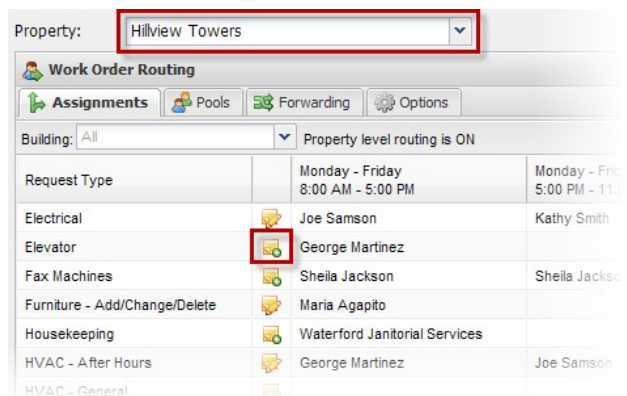 Property: Hillview Towers
Work Order Routing
Assignments Pools Forwarding Options
Building: All Property level routing is ON
Request Type Monday - Friday Monday -
8:00 AM - 5:00 PM 5:00 PM -
Electrical Joe Samson Kathy Smith
Elevator George Martinez
Fax Machines Sheila Jackson Sheila
Furniture - Add/Change/Delete Maria Agapito
Housekeeping Waterford Janitorial Services
HVAC - After Hours George Martinez Joe Samson
HVAC - General